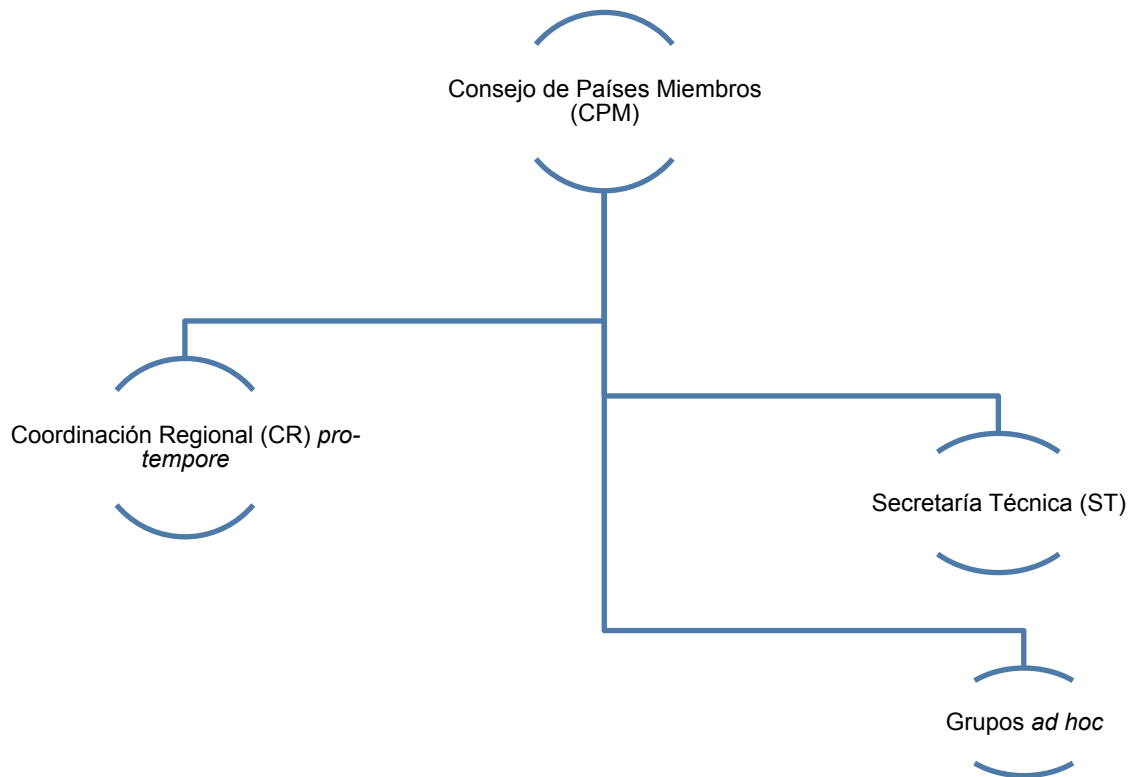 Consejo de Países Miembros
(CPM)
Coordinación Regional (CR) pro-
tempore
Secretaría Técnica (ST)
Grupos ad hoc